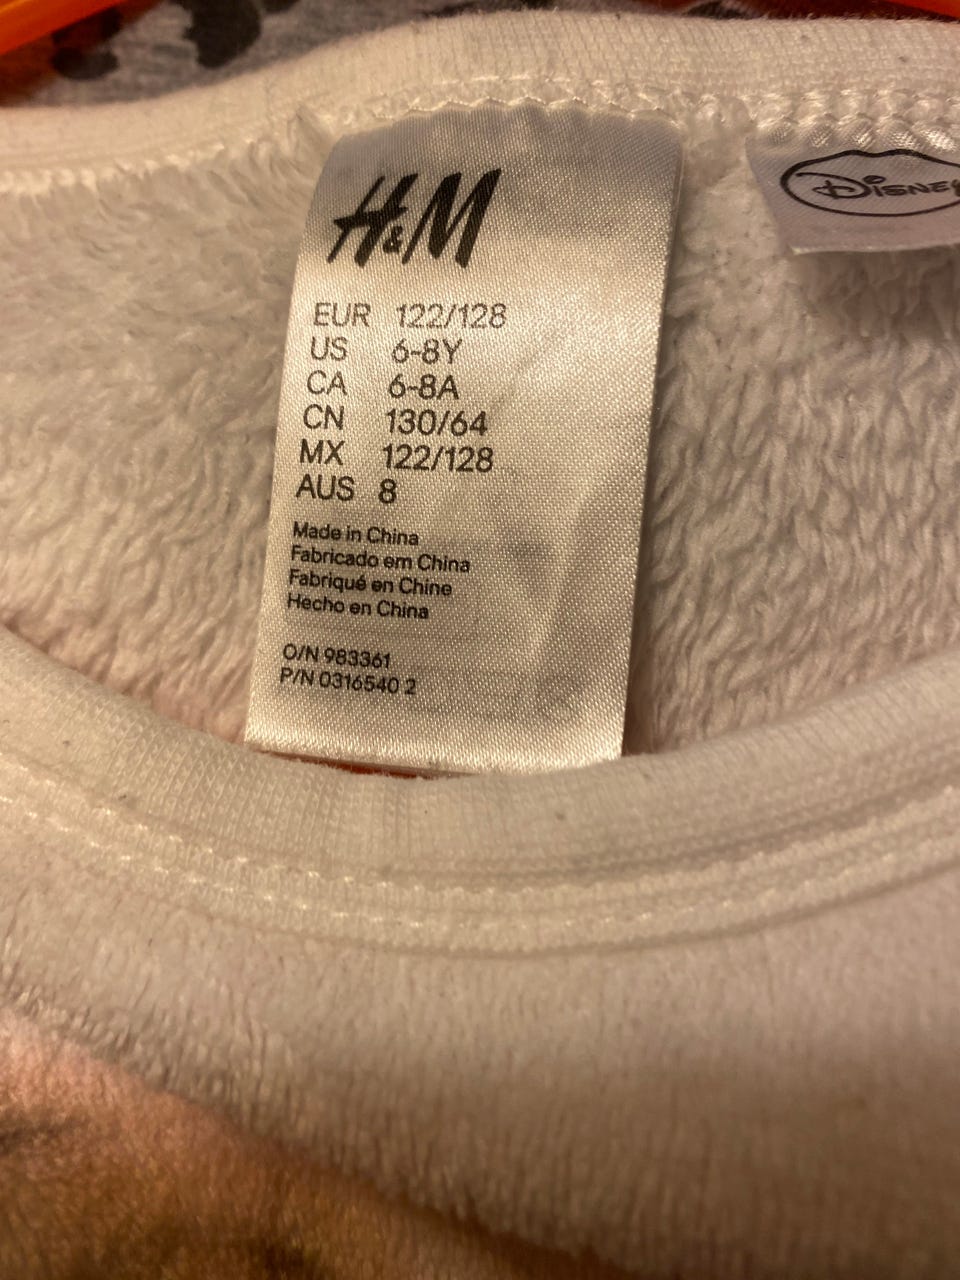 H&M
EUR 122/128
US 6-8Y
CA 6-8A
CN 130/64
MX 122/128
AUS 8
Made in China
Fabricado em China
Fabriqué en Chine
Hecho en China
O/N 983361
P/N 0316540 2
Disney